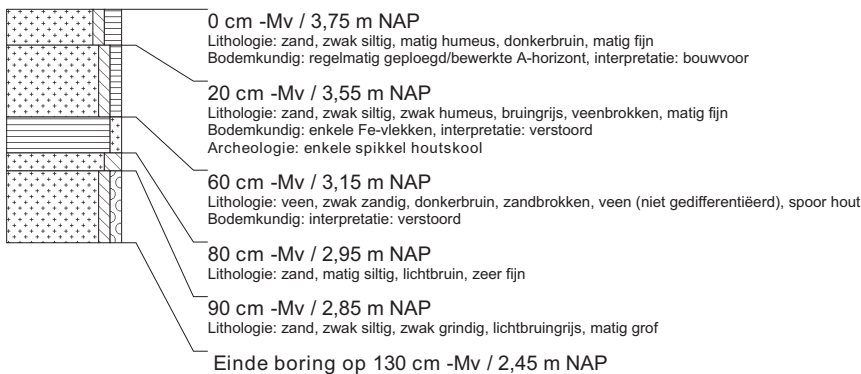 0 cm -Mv / 3,75 m NAP
Lithologie: zand, zwak siltig, matig humeus, donkerbruin, matig fijn
Bodemkundig: regelmatig geploegd/bewerkte A-horizont, interpretatie: bouwvoor
20 cm -Mv / 3,55 m NAP
Lithologie: zand, zwak siltig, zwak humeus, bruingrijs, veenbrokken, matig fijn
Bodemkundig: enkele Fe-vlekken, interpretatie: verstoord
Archeologie: enkele spikkel houtskool
60 cm -Mv / 3,15 m NAP
Lithologie: veen, zwak zandig, donkerbruin, zandbrokken, veen (niet gedifferentiëerd), spoor hout
Bodemkundig: interpretatie: verstoord
80 cm -Mv / 2,95 m NAP
Lithologie: zand, matig siltig, lichtbruin, zeer fijn
90 cm -Mv / 2,85 m NAP
Lithologie: zand, zwak siltig, zwak grindig, lichtbruingrijs, matig grof
Einde boring op 130 cm -Mv / 2,45 m NAP